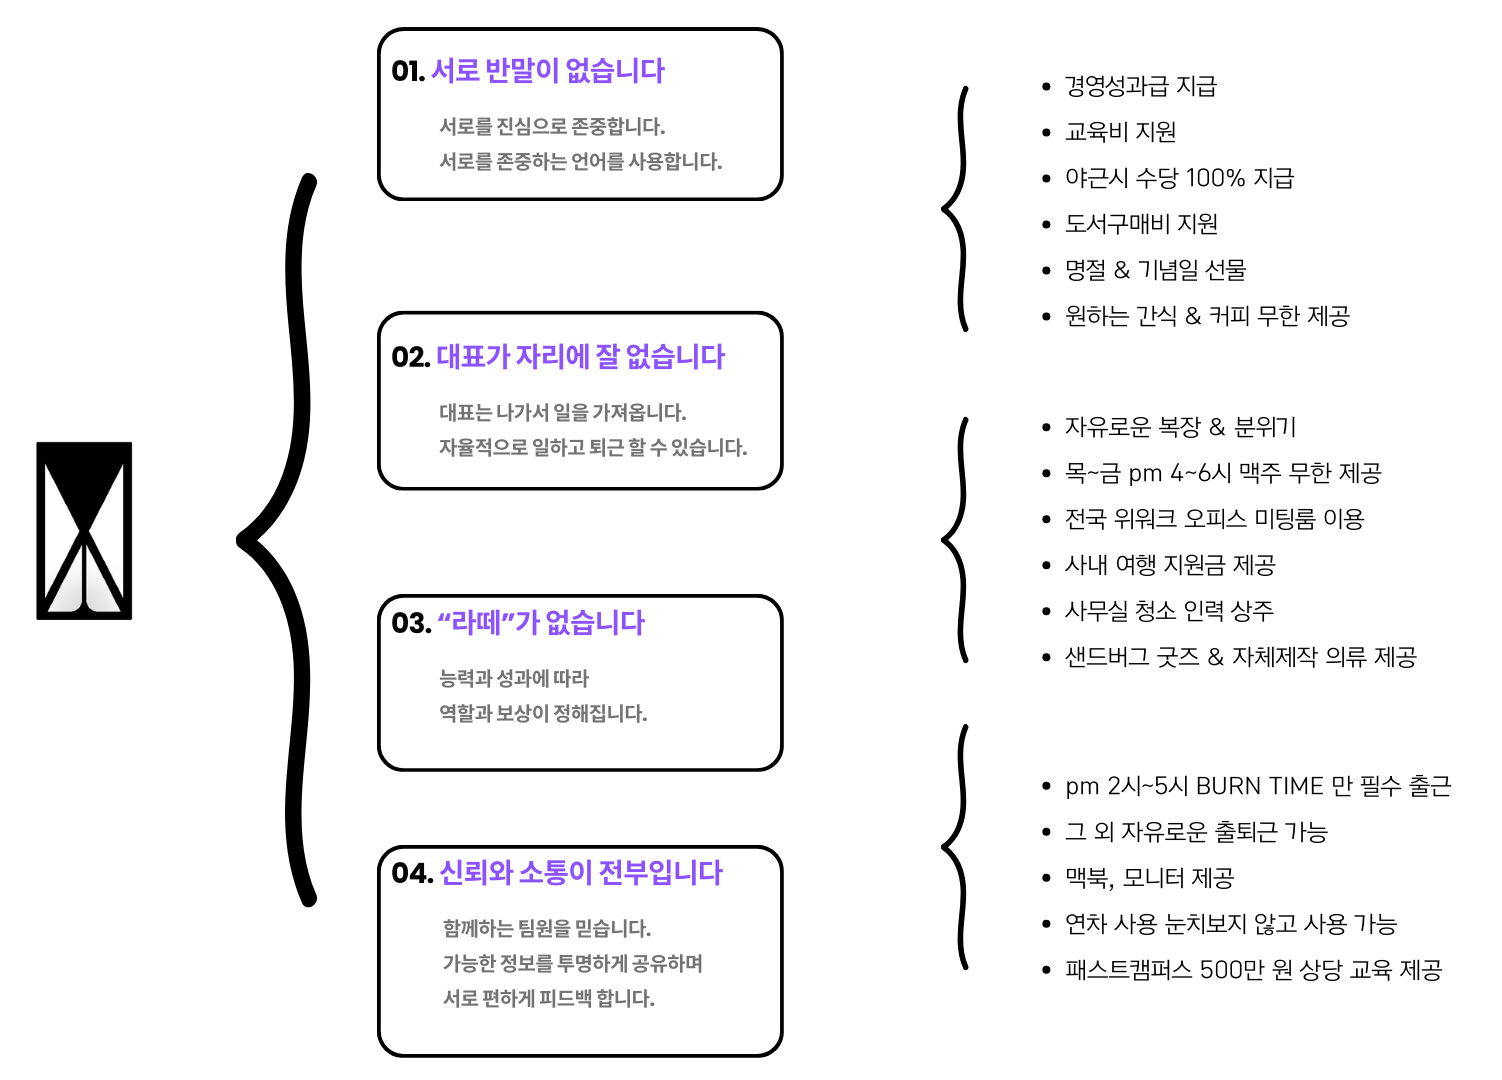 01. 서로 반말이 없습니다
서로를 진심으로 존중합니다.
서로를 존중하는 언어를 사용합니다.
02. 대표가 자리에 잘 없습니다
대표는 나가서 일을 가져옵니다.
자율적으로 일하고 퇴근 할 수 있습니다.
03. “라떼”가 없습니다
능력과 성과에 따라
역할과 보상이 정해집니다.
04. 신뢰와 소통이 전부입니다
함께하는 팀원을 믿습니다.
가능한 정보를 투명하게 공유하며
서로 편하게 피드백 합니다.
• 경영성과급 지급
• 교육비 지원
• 야근시 수당 100% 지급
• 도서구매비 지원
• 명절 & 기념일 선물
• 원하는 간식 & 커피 무한 제공
• 자유로운 복장 & 분위기
• 목~금 pm 4~6시 맥주 무한 제공
• 전국 위워크 오피스 미팅룸 이용
• 사내 여행 지원금 제공
• 사무실 청소 인력 상주
• 샌드버그 굿즈 & 자체제작 의류 제공
• pm 2시~5시 BURN TIME 만 필수 출근
• 그 외 자유로운 출퇴근 가능
• 맥북, 모니터 제공
• 연차 사용 눈치보지 않고 사용 가능
• 패스트캠퍼스 500만 원 상당 교육 제공